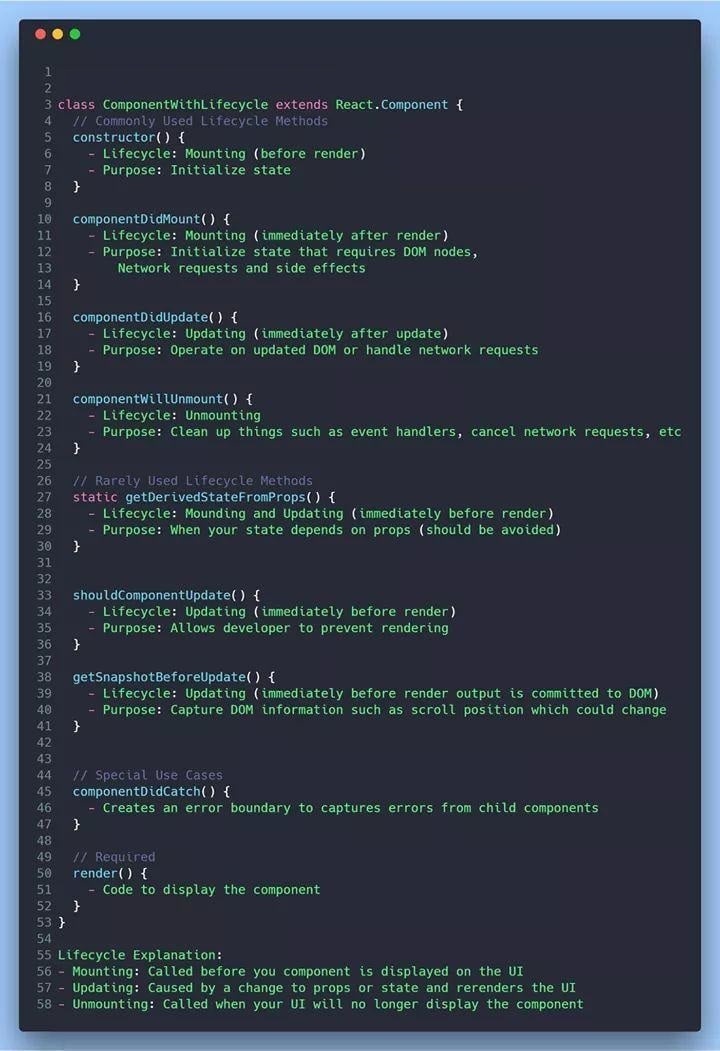 1
2
3 class ComponentWithLifecycle extends React.Component {
4 // Commonly Used Lifecycle Methods
5 constructor() {
6 - Lifecycle: Mounting (before render)
7 - Purpose: Initialize state
8 }
9
10 componentDidMount() {
11 - Lifecycle: Mounting (immediately after render)
12 - Purpose: Initialize state that requires DOM nodes,
13 Network requests and side effects
14 }
15
16 componentDidUpdate() {
17 - Lifecycle: Updating (immediately after update)
18 - Purpose: Operate on updated DOM or handle network requests
19 }
20
21 componentWillUnmount() {
22 - Lifecycle: Unmounting
23 - Purpose: Clean up things such as event handlers, cancel network requests, etc
24 }
25
26 // Rarely Used Lifecycle Methods
27 static getDerivedStateFromProps() {
28 - Lifecycle: Mounding and Updating (immediately before render)
29 - Purpose: When your state depends on props (should be avoided)
30 }
31
32
33 shouldComponentUpdate() {
34 - Lifecycle: Updating (immediately before render)
35 - Purpose: Allows developer to prevent rendering
36 }
37
38 getSnapshotBeforeUpdate() {
39 - Lifecycle: Updating (immediately before render output is committed to DOM)
40 - Purpose: Capture DOM information such as scroll position which could change
41 }
42
43
44 // Special Use Cases
45 componentDidCatch() {
46 - Creates an error boundary to captures errors from child components
47 }
48
49 // Required
50 render() {
51 - Code to display the component
52 }
53 }
54
55 Lifecycle Explanation:
56 - Mounting: Called before you component is displayed on the UI
57 - Updating: Caused by a change to props or state and rerenders the UI
58 - Unmounting: Called when your UI will no longer display the component